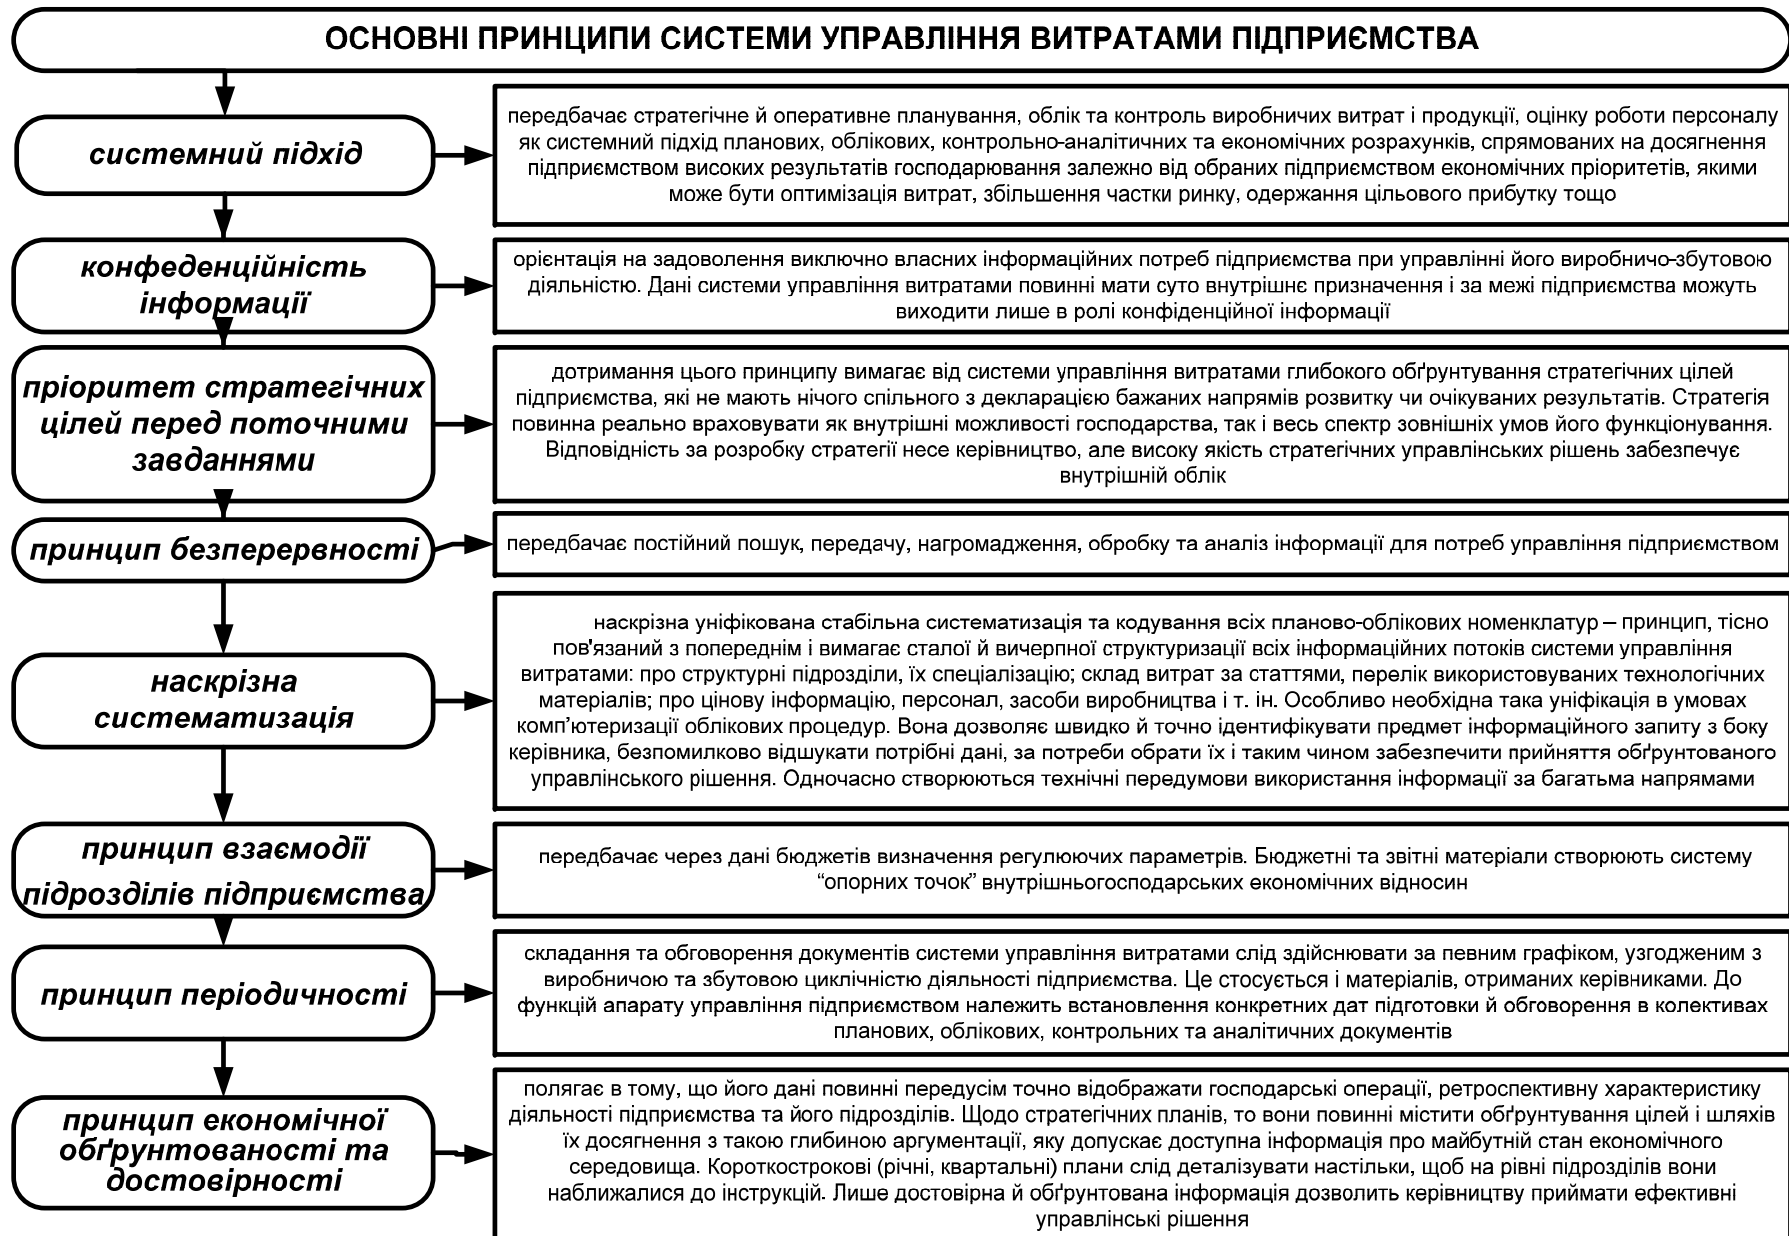 ОСНОВНІ ПРИНЦИПИ СИСТЕМИ УПРАВЛІННЯ ВИТРАТАМИ ПІДПРИЄМСТВА
системний підхід
передбачає стратегічне й оперативне планування, облік та контроль виробничих витрат і продукції, оцінку роботи персоналу
як системний підхід планових, облікових, контрольно-аналітичних та економічних розрахунків, спрямованих на досягнення
підприємством високих результатів господарювання залежно від обраних підприємством економічних пріоритетів, якими
може бути оптимізація витрат, збільшення частки ринку, одержання цільового прибутку тощо
конфеденційність
інформації
орієнтація на задоволення виключно власних інформаційних потреб підприємства при управлінні його виробничо-збутовою
діяльністю. Дані системи управління витратами повинні мати суто внутрішнє призначення і за межі підприємства можуть
виходити лише в ролі конфіденційної інформації
пріоритет стратегічних
цілей перед поточними
завданнями
дотримання цього принципу вимагає від системи управління витратами глибокого обґрунтування стратегічних цілей
підприємства, які не мають нічого спільного з декларацією бажаних напрямів розвитку чи очікуваних результатів. Стратегія
повинна реально враховувати як внутрішні можливості господарства, так і весь спектр зовнішніх умов його функціонування.
Відповідність за розробку стратегії несе керівництво, але високу якість стратегічних управлінських рішень забезпечує
внутрішній облік
принцип безперервності
передбачає постійний пошук, передачу, нагромадження, обробку та аналіз інформації для потреб управління підприємством
наскрізна
систематизація
наскрізна уніфікована стабільна систематизація та кодування всіх планово-облікових номенклатур – принцип, тісно
пов'язаний з попереднім і вимагає сталої й вичерпної структуризації всіх інформаційних потоків системи управління
витратами: про структурні підрозділи, їх спеціалізацію; склад витрат за статтями, перелік використовуваних технологічних
матеріалів; про цінову інформацію, персонал, засоби виробництва і т. ін. Особливо необхідна така уніфікація в умовах
комп’ютеризації облікових процедур. Вона дозволяє швидко й точно ідентифікувати предмет інформаційного запиту з боку
керівника, безпомилково відшукати потрібні дані, за потреби обрати їх і таким чином забезпечити прийняття обґрунтованого
управлінського рішення. Одночасно створюються технічні передумови використання інформації за багатьма напрямами
принцип взаємодії
підрозділів підприємства
передбачає через дані бюджетів визначення регулюючих параметрів. Бюджетні та звітні матеріали створюють систему
“опорних точок” внутрішньогосподарських економічних відносин
принцип періодичності
складання та обговорення документів системи управління витратами слід здійснювати за певним графіком, узгодженим з
виробничою та збутовою циклічністю діяльності підприємства. Це стосується і матеріалів, отриманих керівниками. До
функцій апарату управління підприємством належить встановлення конкретних дат підготовки й обговорення в колективах
планових, облікових, контрольних та аналітичних документів
принцип економічної
обґрунтованості та
достовірності
полягає в тому, що його дані повинні передусім точно відображати господарські операції, ретроспективну характеристику
діяльності підприємства та його підрозділів. Щодо стратегічних планів, то вони повинні містити обґрунтування цілей і шляхів
їх досягнення з такою глибиною аргументації, яку допускає доступна інформація про майбутній стан економічного
середовища. Короткострокові (річні, квартальні) плани слід деталізувати настільки, щоб на рівні підрозділів вони
наближалися до інструкцій. Лише достовірна й обґрунтована інформація дозволить керівництву приймати ефективні
управлінські рішення